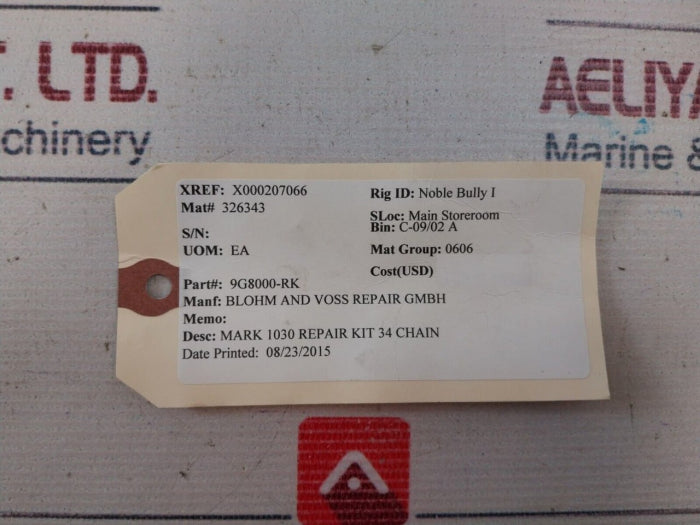 T. LTD.
AELIYA
chinery
Marine &
XREF: X000207066
Mat# 326343
S/N:
UOM: EA
Rig ID: Noble Bully I
SLoc: Main Storeroom
Bin: C-09/02 A
Mat Group: 0606
Cost(USD)
Part#: 9G8000-RK
Manf: BLOHM AND VOSS REPAIR GMBH
Memo:
Desc: MARK 1030 REPAIR KIT 34 CHAIN
Date Printed: 08/23/2015